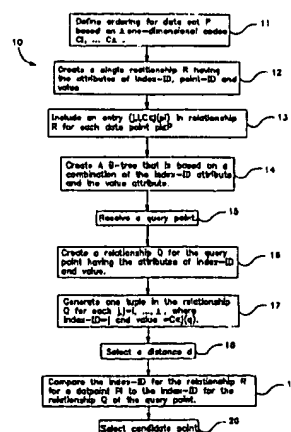 10
Define ordering for data set P
based on λ one-dimensional codes
11
Create a single relationship R having
the attributes of index-ID, point-ID and
value
12
Include an entry
in relationship
R for each data point
13
Create A B-tree that is based on a
combination of the index-ID attribute
and the value attribute.
14
Receive a query point.
15
Create a relationship Q for the query
point having the attributes of index-ID
and value.
16
Generate one tuple in the relationship
Q for each j,j=1, ..., λ, where
index-ID=j and value
17
Select a distance d
18
Compare the index-ID for the relationship R
for a datapoint Pi to the index-ID for the
relationship Q of the query point.
1
Select candidate point
20